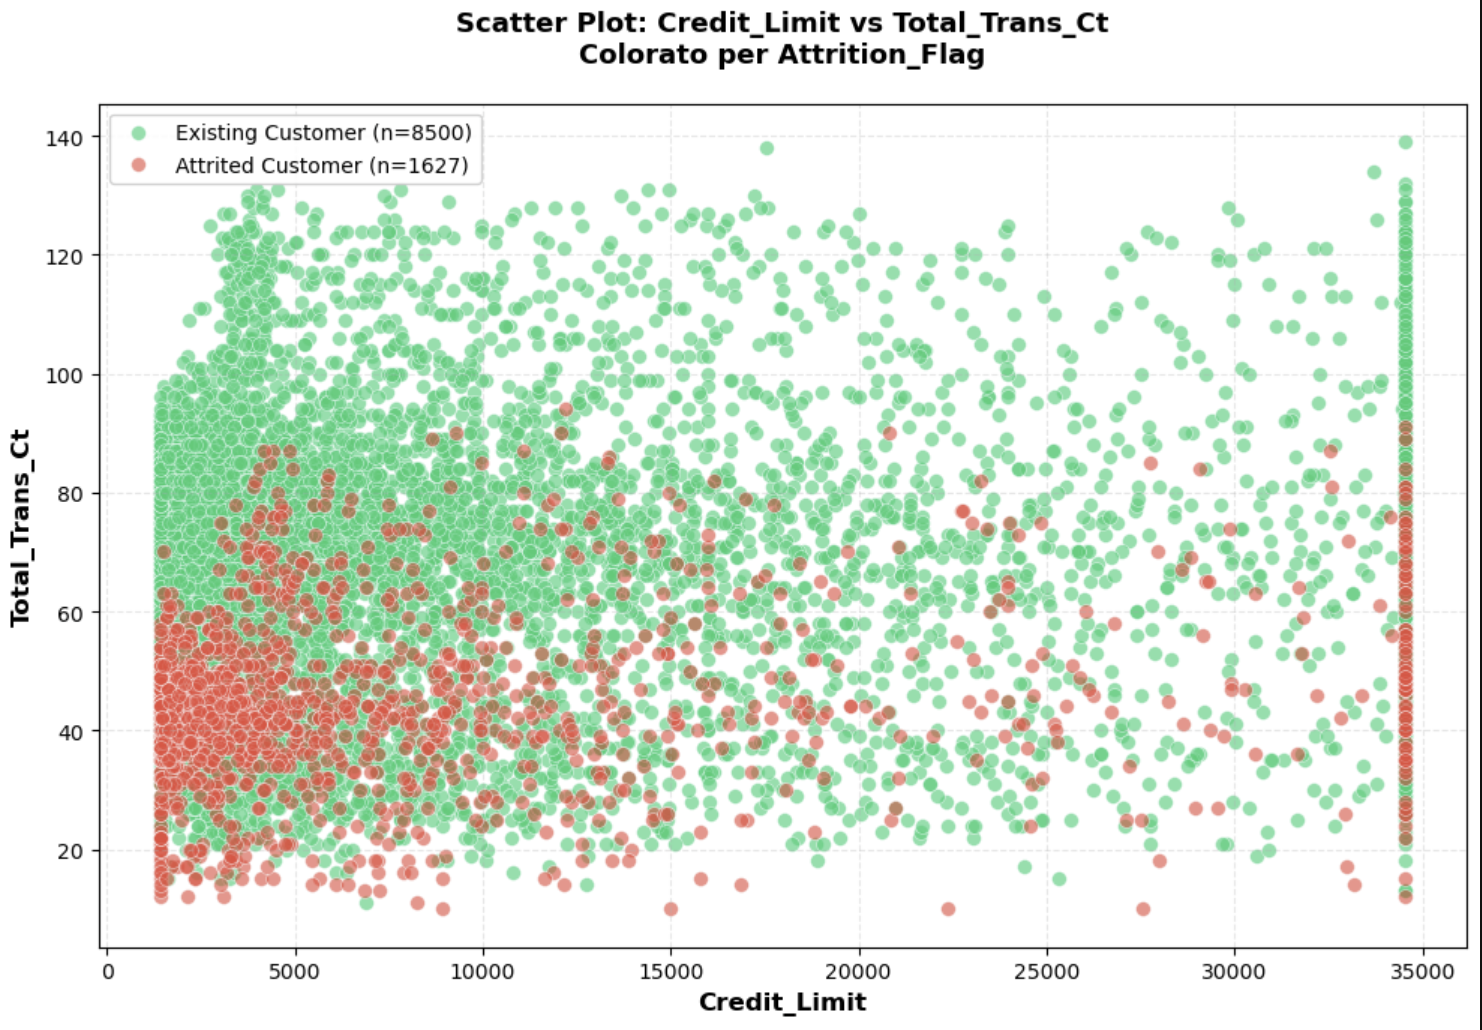 Scatter Plot: Credit_Limit vs Total_Trans_Ct
Colorato per Attrition_Flag
Existing Customer (n=8500)
Attrited Customer (n=1627)
Total_Trans_Ct
140
120
100
80
60
40
20
0
5000
10000
15000
20000
25000
30000
35000
Credit_Limit